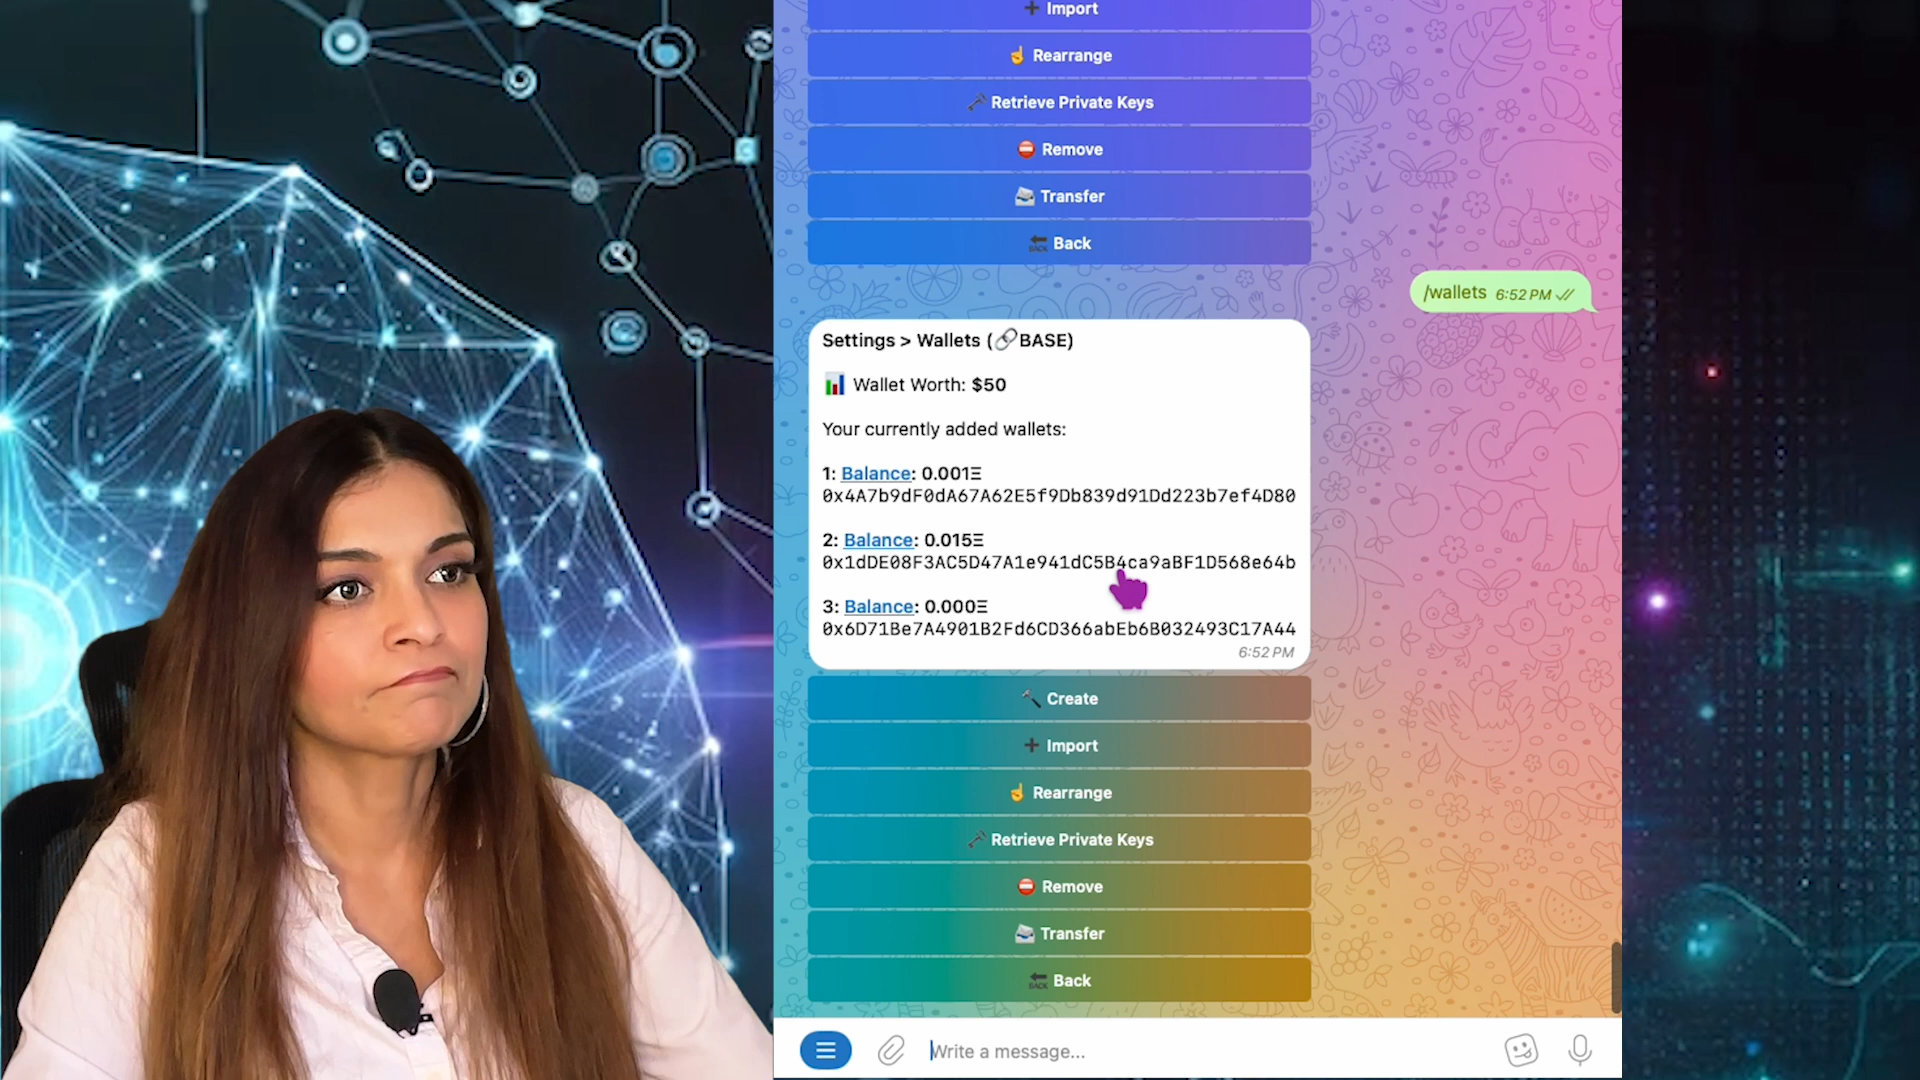 Import
Rearrange
Retrieve Private Keys
Remove
Transfer
Back
/wallets 6:52 PM
Settings > Wallets (🔗BASE)
Wallet Worth: $50
Your currently added wallets:
1: Balance: 0.001Ξ
0x4A7b9dF0dA67A62E5f9Db839d91Dd223b7ef4D80
2: Balance: 0.015Ξ
0x1dDE08F3AC5D47A1e941dC5B4ca9aBF1D568e64b
3: Balance: 0.000Ξ
0x6D71Be7A4901B2Fd6CD366abEb6B032493C17A44
6:52 PM
Create
Import
Rearrange
Retrieve Private Keys
Remove
Transfer
Back
Write a message...